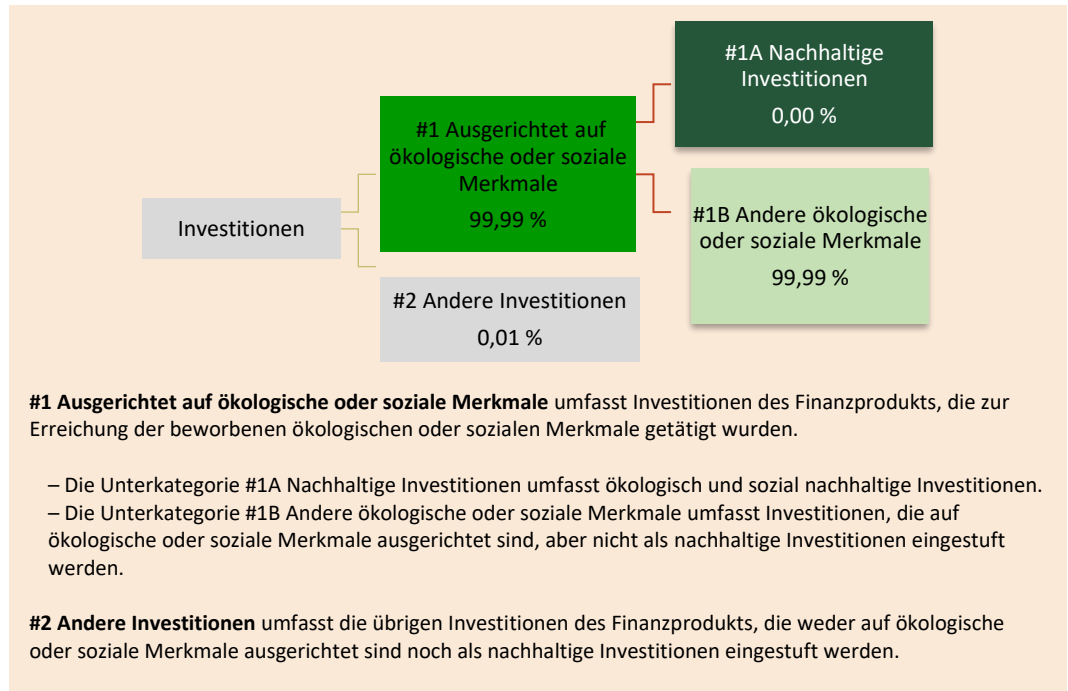 Investitionen
#1 Ausgerichtet auf
ökologische oder soziale
Merkmale
99,99 %
#2 Andere Investitionen
0,01 %
#1A Nachhaltige
Investitionen
0,00 %
#1B Andere ökologische
oder soziale Merkmale
99,99 %
#1 Ausgerichtet auf ökologische oder soziale Merkmale umfasst Investitionen des Finanzprodukts, die zur
Erreichung der beworbenen ökologischen oder sozialen Merkmale getätigt wurden.
– Die Unterkategorie #1A Nachhaltige Investitionen umfasst ökologisch und sozial nachhaltige Investitionen.
– Die Unterkategorie #1B Andere ökologische oder soziale Merkmale umfasst Investitionen, die auf
ökologische oder soziale Merkmale ausgerichtet sind, aber nicht als nachhaltige Investitionen eingestuft
werden.
#2 Andere Investitionen umfasst die übrigen Investitionen des Finanzprodukts, die weder auf ökologische
oder soziale Merkmale ausgerichtet sind noch als nachhaltige Investitionen eingestuft werden.